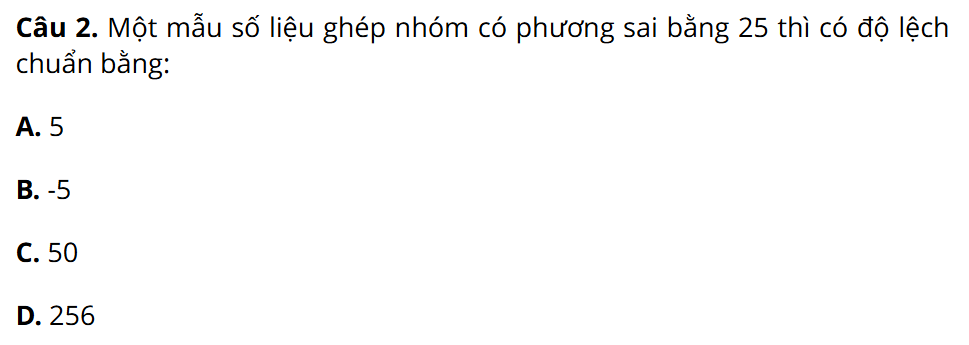 Câu 2. Một mẫu số liệu ghép nhóm có phương sai bằng 25 thì có độ lệch
chuẩn bằng:
A. 5
B. -5
C. 50
D. 256